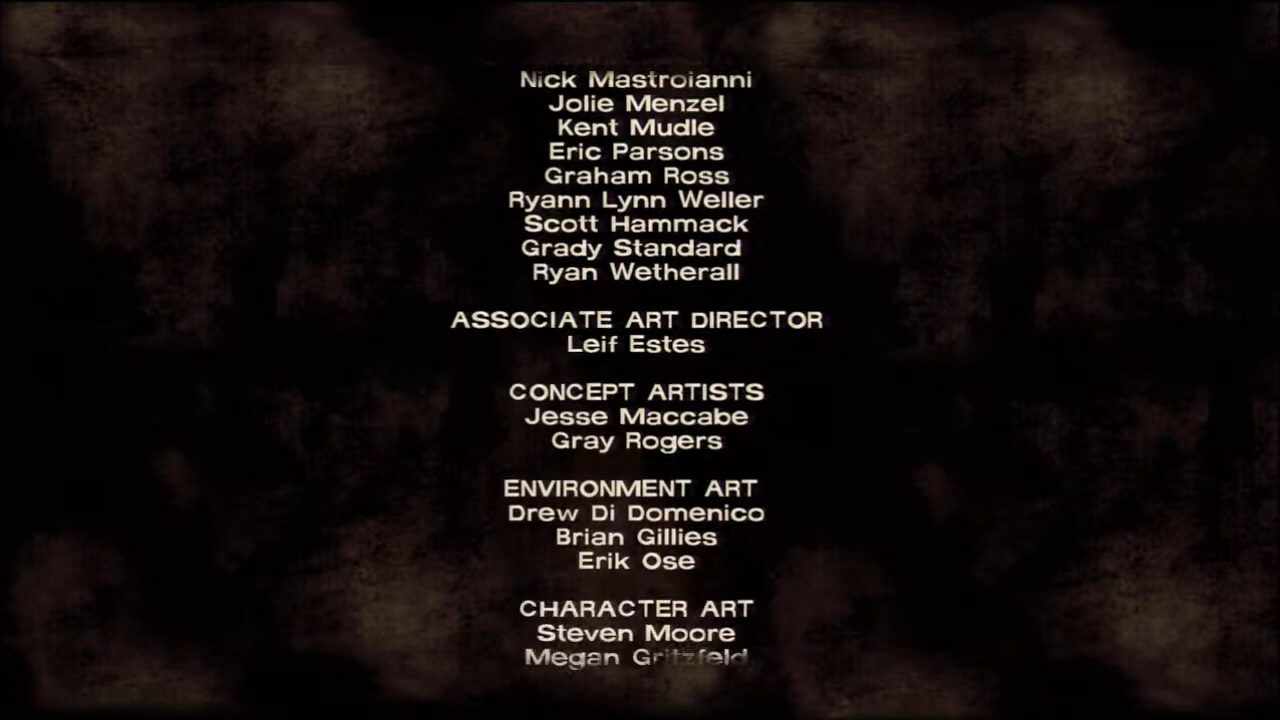 Nick Mastroianni
Jolie Menzel
Kent Mudle
Eric Parsons
Graham Ross
Ryann Lynn Weller
Scott Hammack
Grady Standard
Ryan Wetherall
ASSOCIATE ART DIRECTOR
Leif Estes
CONCEPT ARTISTS
Jesse Maccabe
Gray Rogers
ENVIRONMENT ART
Drew Di Domenico
Brian Gillies
Erik Ose
CHARACTER ART
Steven Moore
Megan Gritzfeld